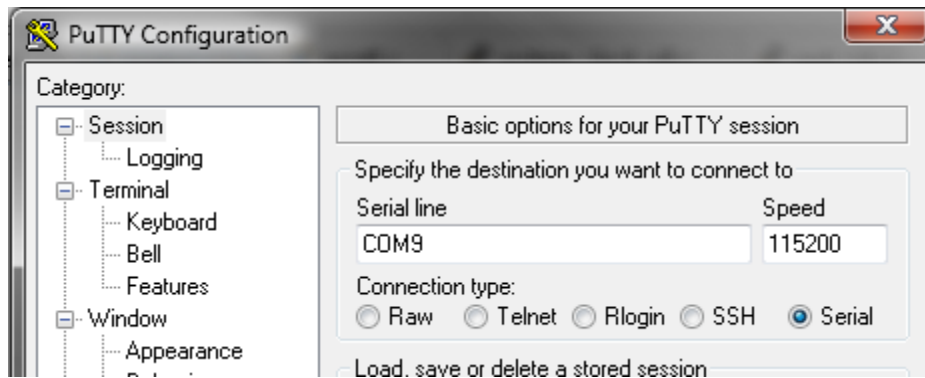 PuTTY Configuration
Category:
Session
Logging
Terminal
Keyboard
Bell
Features
Window
Appearance
Basic options for your PuTTY session
Specify the destination you want to connect to
Serial line Speed
COM9 115200
Connection type:
Raw Telnet Rlogin SSH Serial
Load, save or delete a stored session